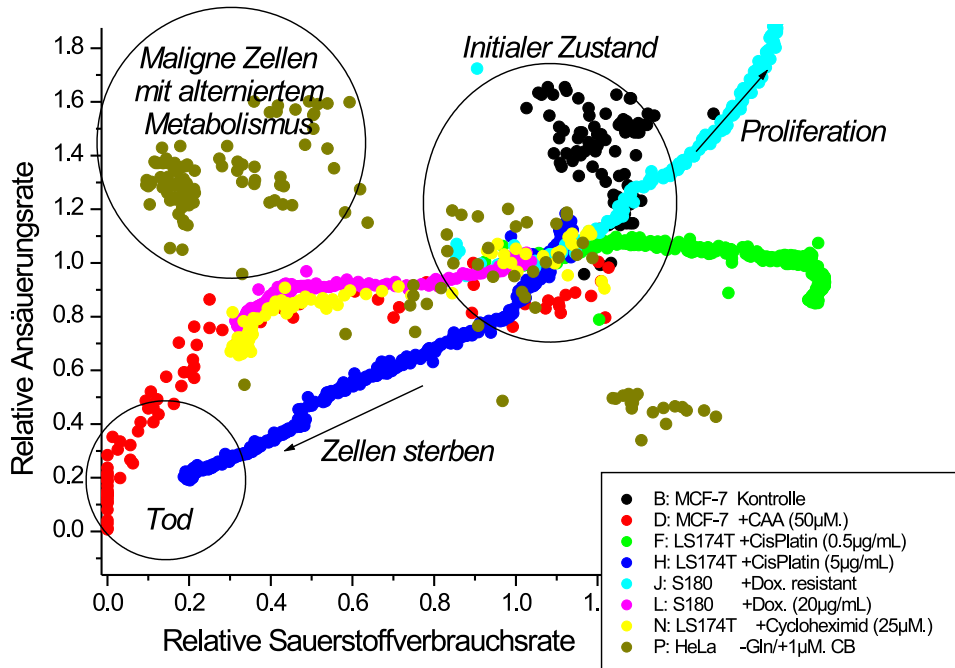 Relative Ansäuerungsrate
1.8
1.6
1.4
1.2
1.0
0.8
0.6
0.4
0.2
0.0
Maligne Zellen
mit alterniertem
Metabolismus
Initialer Zustand
Proliferation
Zellen sterben
Tod
0.0
0.2
0.4
0.6
0.8
1.0
1.
Relative Sauerstoffverbrauchsrate
B: MCF-7 Kontrolle
D: MCF-7 +CAA (50µM.)
F: LS174T +CisPlatin (0.5µg/mL)
H: LS174T +CisPlatin (5µg/mL)
J: S180 +Dox. resistant
L: S180 +Dox. (20µg/mL)
N: LS174T +Cycloheximid (25µM.)
P: HeLa -Gln/+1µM. CB